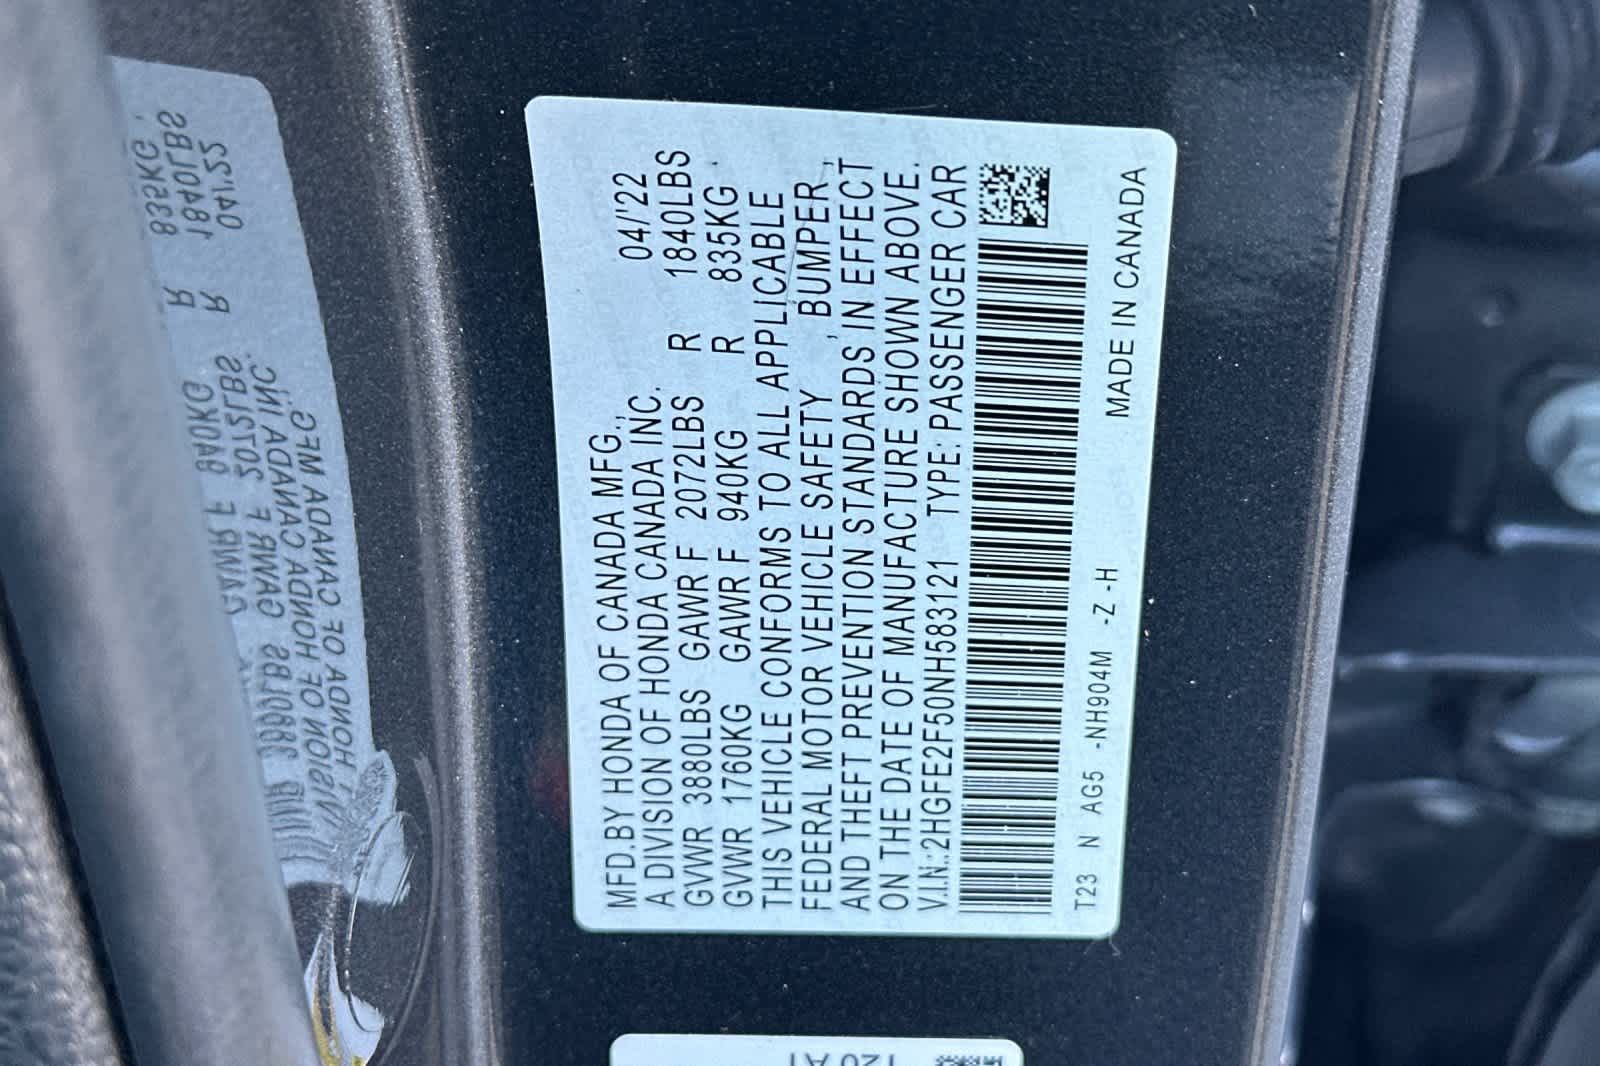 MFD.BY HONDA OF CANADA MFG.,
A DIVISION OF HONDA CANADA INC. 04/'22
GVWR 3880LBS GAWR F 2072LBS R 1840LBS
GVWR 1760KG GAWR F 940KG R 835KG
THIS VEHICLE CONFORMS TO ALL APPLICABLE
FEDERAL MOTOR VEHICLE SAFETY , BUMPER ,
AND THEFT PREVENTION STANDARDS IN EFFECT
ON THE DATE OF MANUFACTURE SHOWN ABOVE.
V.I.N.:2HGFE2F50NH583121 TYPE: PASSENGER CAR
T23 N AG5 -NH904M -Z -H MADE IN CANADA